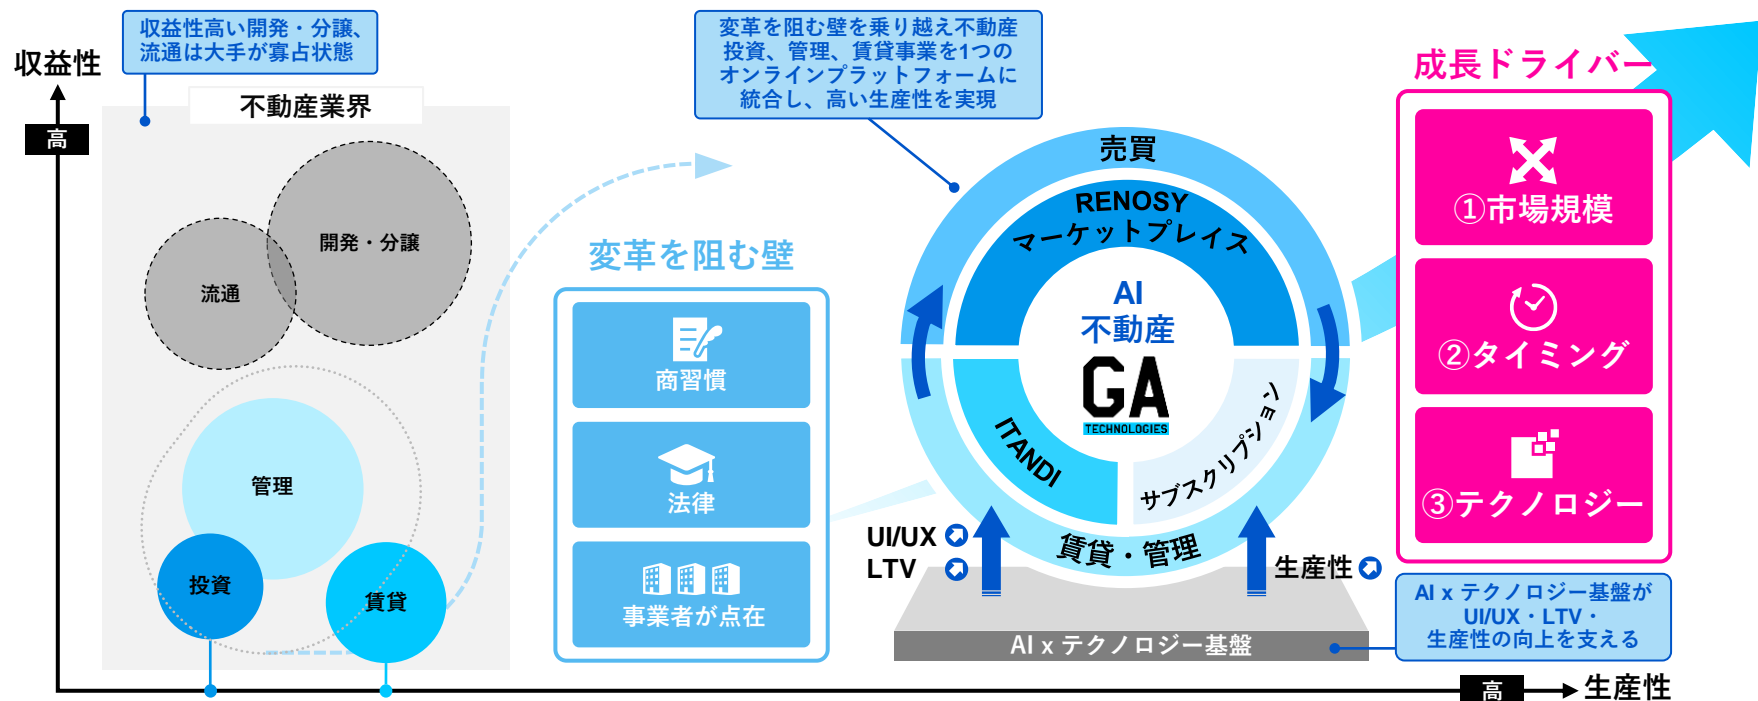 収益性高い開発・分譲、
流通は大手が寡占状態
収益性
高
不動産業界
開発・分譲
流通
管理
投資
賃貸
変革を阻む壁
商習慣
法律
事業者が点在
変革を阻む壁を乗り越え不動産
投資、管理、賃貸事業を1つの
オンラインプラットフォームに
統合し、高い生産性を実現
売買
RENOSY
マーケットプレイス
AI
不動産
GA
TECHNOLOGIES
ITANDI
サブスクリプション
賃貸・管理
UI/UX
LTV
生産性
AI x テクノロジー基盤
成長ドライバー
①市場規模
②タイミング
③テクノロジー
AI x テクノロジー基盤が
UI/UX・LTV・
生産性の向上を支える
高
生産性